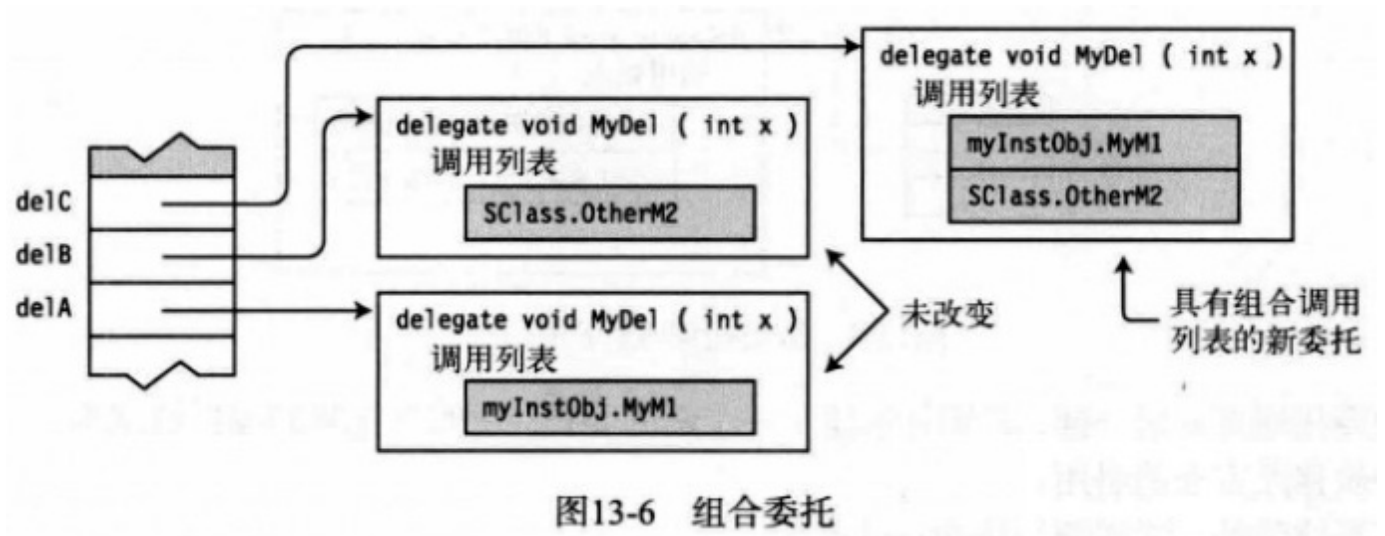 delegate void MyDel ( int x )
调用列表
myInstObj.MyM1
SClass.OtherM2
delegate void MyDel ( int x )
调用列表
SClass.OtherM2
delC
delB
delA
delegate void MyDel ( int x )
调用列表
myInstObj.MyM1
未改变
具有组合调用
列表的新委托
图13-6 组合委托